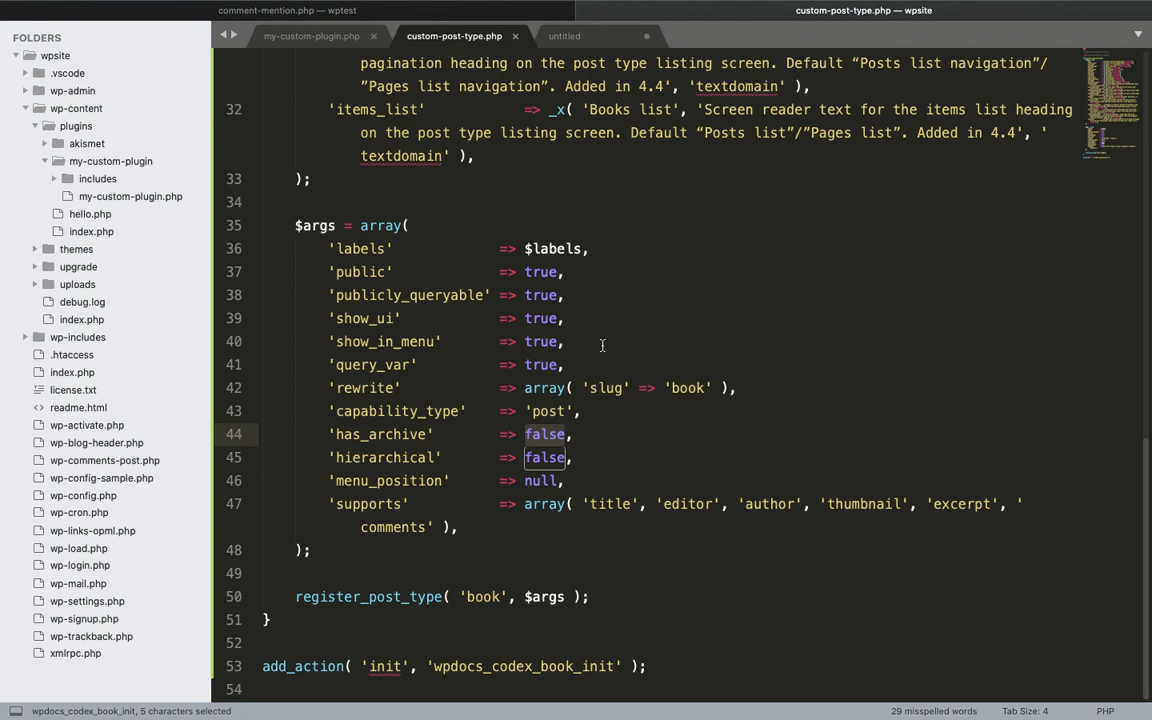 comment-mention.php — wptest
custom-post-type.php — wpsite
FOLDERS
wpsite
.vscode
wp-admin
wp-content
plugins
akismet
my-custom-plugin
includes
my-custom-plugin.php
hello.php
index.php
themes
upgrade
uploads
debug.log
index.php
wp-includes
.htaccess
index.php
license.txt
readme.html
wp-activate.php
wp-blog-header.php
wp-comments-post.php
wp-config-sample.php
wp-config.php
wp-cron.php
wp-links-opml.php
wp-load.php
wp-login.php
wp-mail.php
wp-settings.php
wp-signup.php
wp-trackback.php
xmlrpc.php
my-custom-plugin.php
custom-post-type.php
untitled
pagination heading on the post type listing screen. Default “Posts list navigation”/
”Pages list navigation”. Added in 4.4', 'textdomain' ),
32 'items_list' => _x( 'Books list', 'Screen reader text for the items list heading
on the post type listing screen. Default “Posts list”/”Pages list”. Added in 4.4', '
textdomain' ),
33 );
34
35 $args = array(
36 'labels' => $labels,
37 'public' => true,
38 'publicly_queryable' => true,
39 'show_ui' => true,
40 'show_in_menu' => true,
41 'query_var' => true,
42 'rewrite' => array( 'slug' => 'book' ),
43 'capability_type' => 'post',
44 'has_archive' => false,
45 'hierarchical' => false,
46 'menu_position' => null,
47 'supports' => array( 'title', 'editor', 'author', 'thumbnail', 'excerpt', '
comments' ),
48 );
49
50 register_post_type( 'book', $args );
51 }
52
53 add_action( 'init', 'wpdocs_codex_book_init' );
54
wpdocs_codex_book_init, 5 characters selected
29 misspelled words
Tab Size: 4
PHP